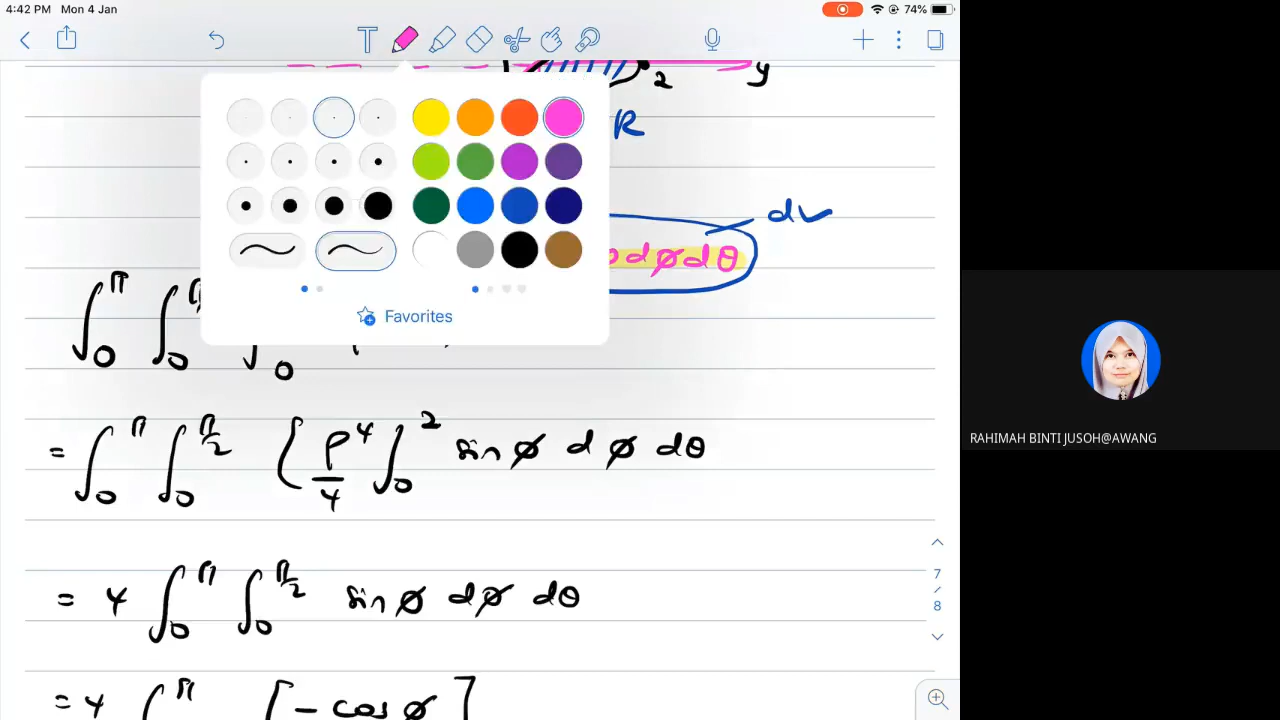 4:42 PM Mon 4 Jan
74%
2 y
R
dV
dϕdθ
Favorites
∫₀^π ∫₀ ∫₀
= ∫₀^π ∫₀^(π/2) [ρ⁴/4]₀² sin ϕ d ϕ dθ
= 4 ∫₀^π ∫₀^(π/2) sin ϕ dϕ dθ
= 4 ∫^π [- cos ϕ]
7
/
8
RAHIMAH BINTI JUSOH@AWANG